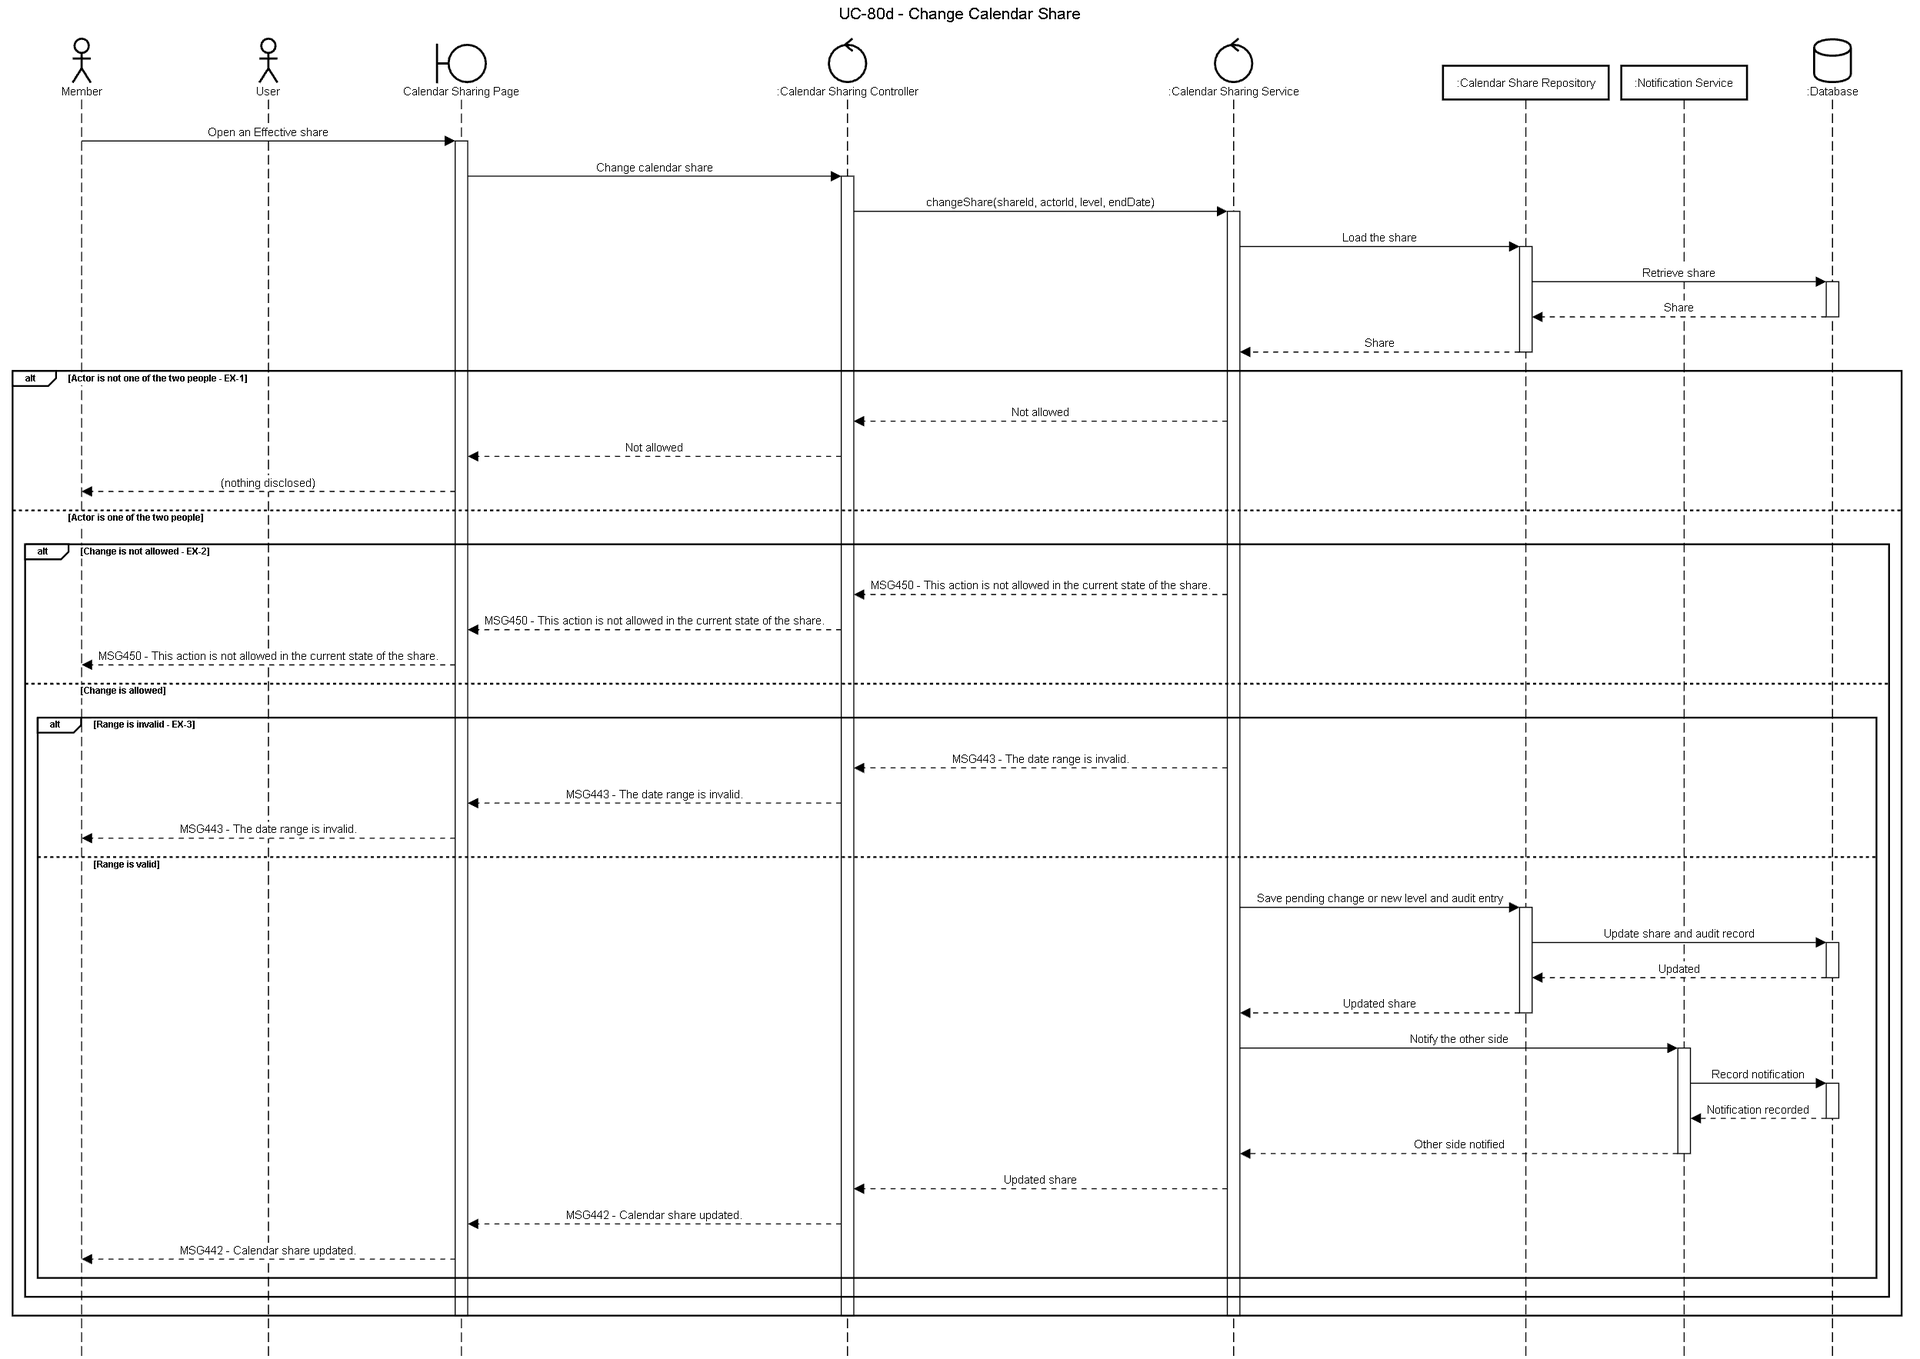 UC-80d - Change Calendar Share
Member
User
Calendar Sharing Page
:Calendar Sharing Controller
:Calendar Sharing Service
:Calendar Share Repository
:Notification Service
:Database
Open an Effective share
Change calendar share
changeShare(shareId, actorId, level, endDate)
Load the share
Retrieve share
Share
Share
alt
[Actor is not one of the two people - EX-1]
Not allowed
Not allowed
(nothing disclosed)
[Actor is one of the two people]
alt
[Change is not allowed - EX-2]
MSG450 - This action is not allowed in the current state of the share.
MSG450 - This action is not allowed in the current state of the share.
MSG450 - This action is not allowed in the current state of the share.
[Change is allowed]
alt
[Range is invalid - EX-3]
MSG443 - The date range is invalid.
MSG443 - The date range is invalid.
MSG443 - The date range is invalid.
[Range is valid]
Save pending change or new level and audit entry
Update share and audit record
Updated
Updated share
Notify the other side
Record notification
Notification recorded
Other side notified
Updated share
MSG442 - Calendar share updated.
MSG442 - Calendar share updated.